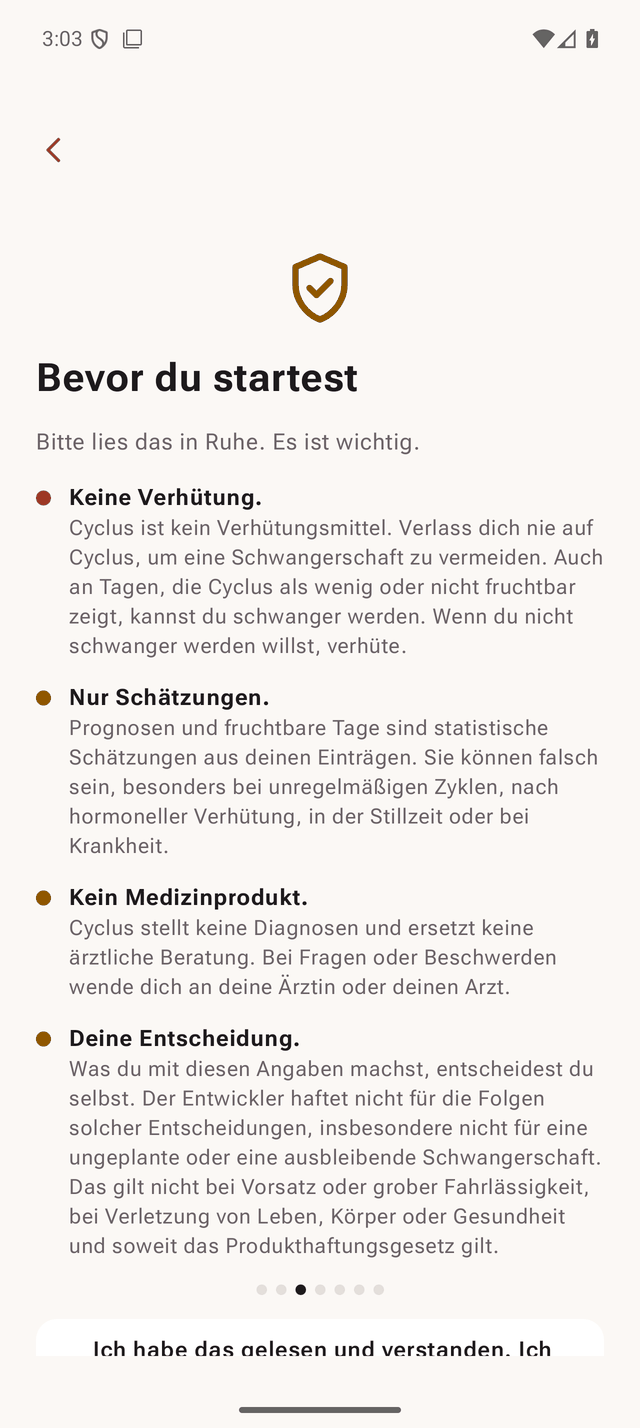 3:03
Bevor du startest
Bitte lies das in Ruhe. Es ist wichtig.
Keine Verhütung.
Cyclus ist kein Verhütungsmittel. Verlass dich nie auf
Cyclus, um eine Schwangerschaft zu vermeiden. Auch
an Tagen, die Cyclus als wenig oder nicht fruchtbar
zeigt, kannst du schwanger werden. Wenn du nicht
schwanger werden willst, verhüte.
Nur Schätzungen.
Prognosen und fruchtbare Tage sind statistische
Schätzungen aus deinen Einträgen. Sie können falsch
sein, besonders bei unregelmäßigen Zyklen, nach
hormoneller Verhütung, in der Stillzeit oder bei
Krankheit.
Kein Medizinprodukt.
Cyclus stellt keine Diagnosen und ersetzt keine
ärztliche Beratung. Bei Fragen oder Beschwerden
wende dich an deine Ärztin oder deinen Arzt.
Deine Entscheidung.
Was du mit diesen Angaben machst, entscheidest du
selbst. Der Entwickler haftet nicht für die Folgen
solcher Entscheidungen, insbesondere nicht für eine
ungeplante oder eine ausbleibende Schwangerschaft.
Das gilt nicht bei Vorsatz oder grober Fahrlässigkeit,
bei Verletzung von Leben, Körper oder Gesundheit
und soweit das Produkthaftungsgesetz gilt.
Ich habe das gelesen und verstanden. Ich